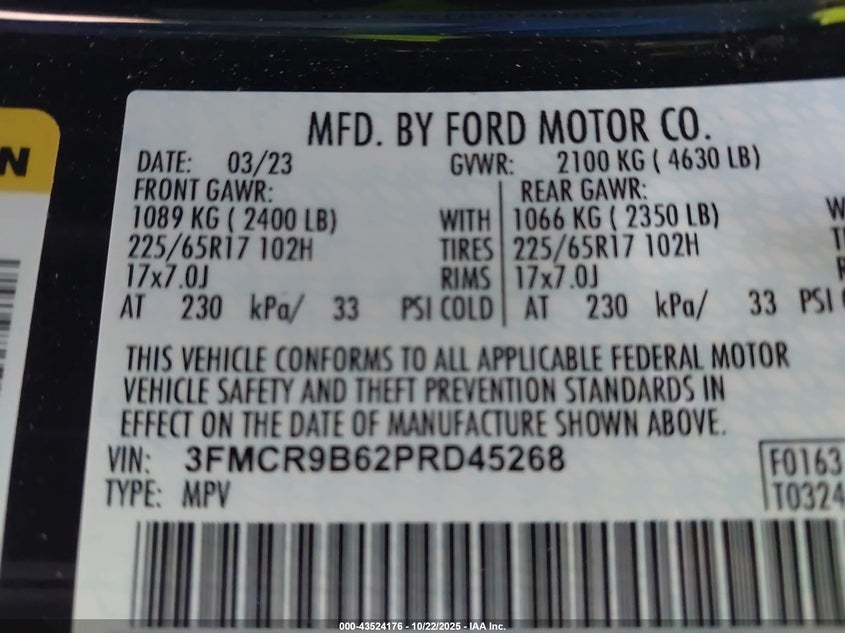 MFD. BY FORD MOTOR CO.
DATE: 03/23 GVWR: 2100 KG ( 4630 LB)
FRONT GAWR: REAR GAWR:
1089 KG ( 2400 LB) WITH 1066 KG ( 2350 LB)
225/65R17 102H TIRES 225/65R17 102H
17x7.0J RIMS 17x7.0J
AT 230 kPa/ 33 PSI COLD AT 230 kPa/ 33 PSI
THIS VEHICLE CONFORMS TO ALL APPLICABLE FEDERAL MOTOR
VEHICLE SAFETY AND THEFT PREVENTION STANDARDS IN
EFFECT ON THE DATE OF MANUFACTURE SHOWN ABOVE.
VIN: 3FMCR9B62PRD45268
TYPE: MPV
F0163
T0324
000-43524176 - 10/22/2025 - IAA Inc.